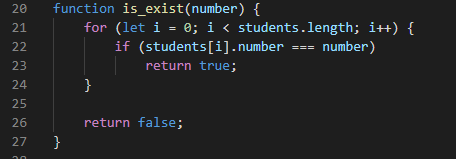 20 function is_exist(number) {
21     for (let i = 0; i < students.length; i++) {
22         if (students[i].number === number)
23             return true;
24     }
25
26     return false;
27 }